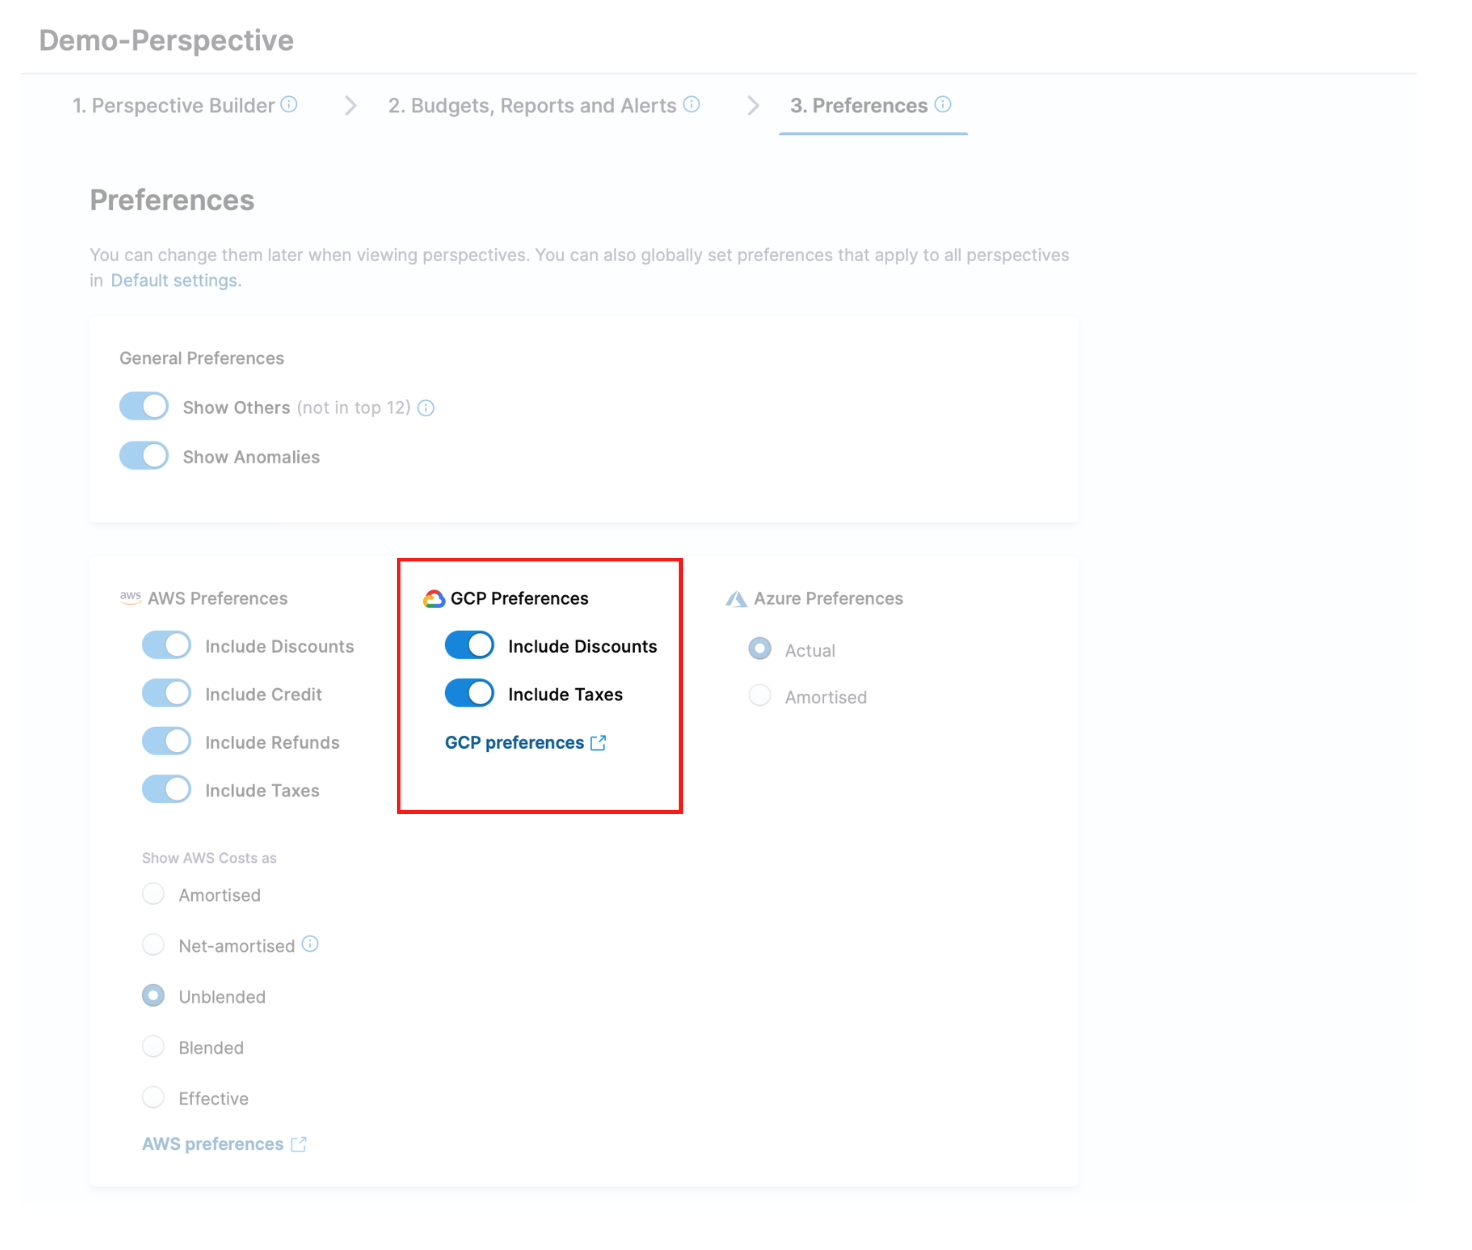 Demo-Perspective
1. Perspective Builder
2. Budgets, Reports and Alerts
3. Preferences
Preferences
You can change them later when viewing perspectives. You can also globally set preferences that apply to all perspectives
in Default settings.
General Preferences
Show Others (not in top 12)
Show Anomalies
aws AWS Preferences
Include Discounts
Include Credit
Include Refunds
Include Taxes
Show AWS Costs as
Amortised
Net-amortised
Unblended
Blended
Effective
AWS preferences
GCP Preferences
Include Discounts
Include Taxes
GCP preferences
Azure Preferences
Actual
Amortised